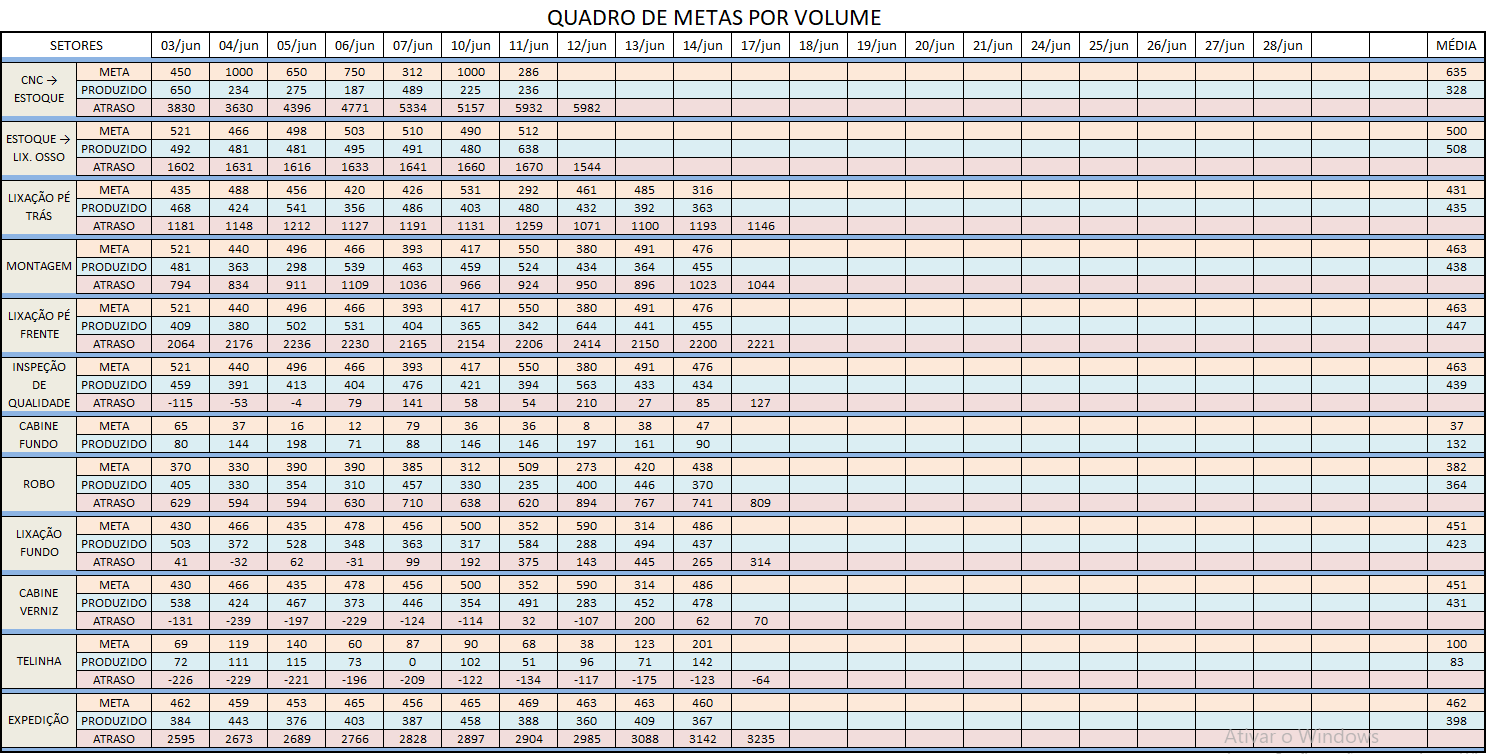 QUADRO DE METAS POR VOLUME
SETORES 03/jun 04/jun 05/jun 06/jun 07/jun 10/jun 11/jun 12/jun 13/jun 14/jun 17/jun 18/jun 19/jun 20/jun 21/jun 24/jun 25/jun 26/jun 27/jun 28/jun MÉDIA
CNC → ESTOQUE
META 450 1000 650 750 312 1000 286 635
PRODUZIDO 650 234 275 187 489 225 236 328
ATRASO 3830 3630 4396 4771 5334 5157 5932 5982
ESTOQUE → LIX. OSSO
META 521 466 498 503 510 490 512 500
PRODUZIDO 492 481 481 495 491 480 638 508
ATRASO 1602 1631 1616 1633 1641 1660 1670 1544
LIXAÇÃO PÉ TRÁS
META 435 488 456 420 426 531 292 461 485 316 431
PRODUZIDO 468 424 541 356 486 403 480 432 392 363 435
ATRASO 1181 1148 1212 1127 1191 1131 1259 1071 1100 1193 1146
MONTAGEM
META 521 440 496 466 393 417 550 380 491 476 463
PRODUZIDO 481 363 298 539 463 459 524 434 364 455 438
ATRASO 794 834 911 1109 1036 966 924 950 896 1023 1044
LIXAÇÃO PÉ FRENTE
META 521 440 496 466 393 417 550 380 491 476 463
PRODUZIDO 409 380 502 531 404 365 342 644 441 455 447
ATRASO 2064 2176 2236 2230 2165 2154 2206 2414 2150 2200 2221
INSPEÇÃO DE QUALIDADE
META 521 440 496 466 393 417 550 380 491 476 463
PRODUZIDO 459 391 413 404 476 421 394 563 433 434 439
ATRASO -115 -53 -4 79 141 58 54 210 27 85 127
CABINE FUNDO
META 65 37 16 12 79 36 36 8 38 47 37
PRODUZIDO 80 144 198 71 88 146 146 197 161 90 132
ROBO
META 370 330 390 390 385 312 509 273 420 438 382
PRODUZIDO 405 330 354 310 457 330 235 400 446 370 364
ATRASO 629 594 594 630 710 638 620 894 767 741 809
LIXAÇÃO FUNDO
META 430 466 435 478 456 500 352 590 314 486 451
PRODUZIDO 503 372 528 348 363 317 584 288 494 437 423
ATRASO 41 -32 62 -31 99 192 375 143 445 265 314
CABINE VERNIZ
META 430 466 435 478 456 500 352 590 314 486 451
PRODUZIDO 538 424 467 373 446 354 491 283 452 478 431
ATRASO -131 -239 -197 -229 -124 -114 32 -107 200 62 70
TELINHA
META 69 119 140 60 87 90 68 38 123 201 100
PRODUZIDO 72 111 115 73 0 102 51 96 71 142 83
ATRASO -226 -229 -221 -196 -209 -122 -134 -117 -175 -123 -64
EXPEDIÇÃO
META 462 459 453 465 456 465 469 463 463 460 462
PRODUZIDO 384 443 376 403 387 458 388 360 409 367 398
ATRASO 2595 2673 2689 2766 2828 2897 2904 2985 3088 3142 3235
Ativar o Windows